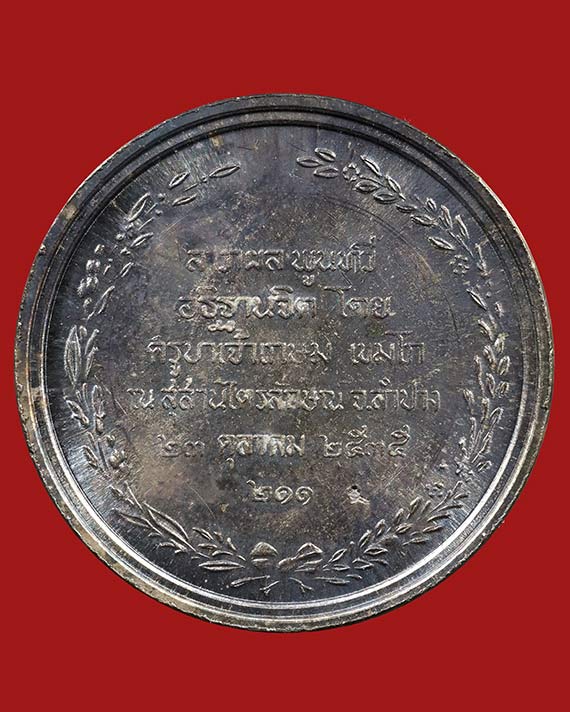 ลาภผล พูนทวี
อธิฐานจิต โดย
ครูบาเจ้าเกษม เขมโก
ณ สุสานไตรลักษณ์ จ.ลำปาง
๒๓ ตุลาคม ๒๕๓๕
๒๑๑